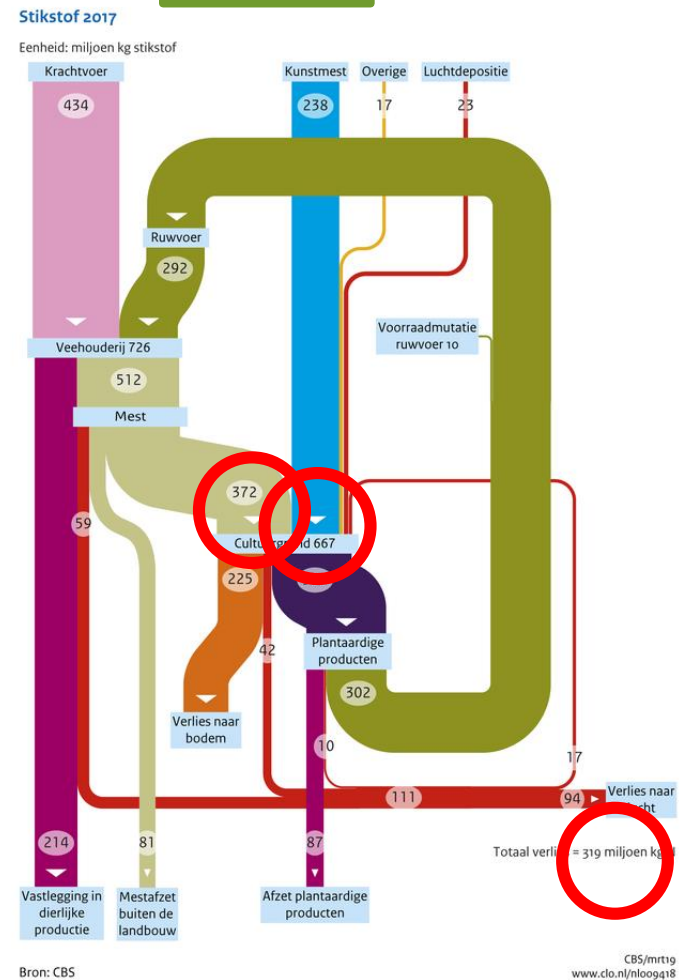 Stikstof 2017
Eenheid: miljoen kg stikstof
Krachtvoer
Kunstmest
Overige
Luchtdepositie
434
238
17
23
Ruwvoer
292
Voorraadmutatie
ruwvoer 10
Veehouderij 726
512
Mest
372
59
667
225
42
Plantaardige
producten
302
Verlies naar
bodem
10
17
111
94
Verlies naar
Totaal = 319 miljoen
214
81
87
Vastlegging in
dierlijke
productie
Mestafzet
buiten de
landbouw
Afzet plantaardige
producten
Bron: CBS
CBS/mrt19
www.clo.nl/nl009418